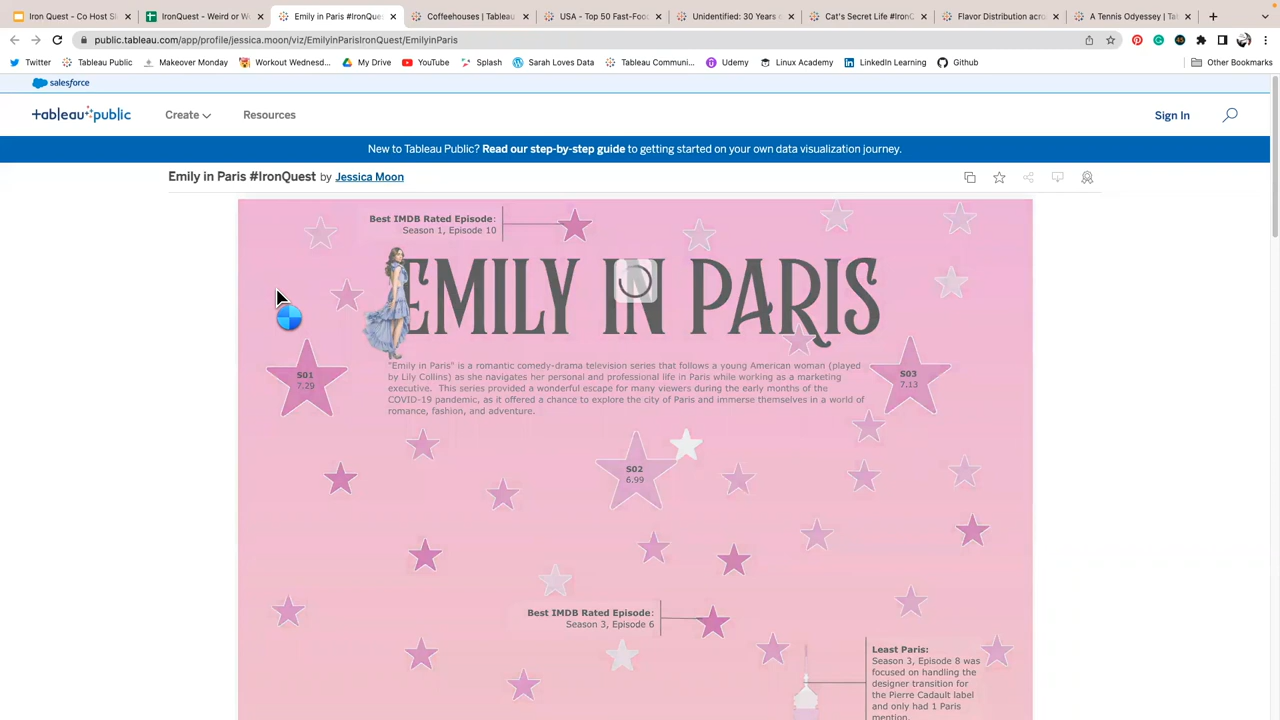 Iron Quest - Co Host Sl
IronQuest - Weird or W
Emily in Paris #IronQues
Coffeehouses | Tableau
USA - Top 50 Fast-Foo
Unidentified: 30 Years o
Cat's Secret Life #IronQ
Flavor Distribution acro
A Tennis Odyessey | Tab
public.tableau.com/app/profile/jessica.moon/viz/EmilyinParisIronQuest/EmilyinParis
Twitter
Tableau Public
Makeover Monday
Workout Wednesd...
My Drive
YouTube
Splash
Sarah Loves Data
Tableau Communi...
Udemy
Linux Academy
LinkedIn Learning
Github
Other Bookmarks
salesforce
+tableau public
Create
Resources
Sign In
New to Tableau Public? Read our step-by-step guide to getting started on your own data visualization journey.
Emily in Paris #IronQuest by Jessica Moon
Best IMDB Rated Episode:
Season 1, Episode 10
EMILY IN PARIS
"Emily in Paris" is a romantic comedy-drama television series that follows a young American woman (played
by Lily Collins) as she navigates her personal and professional life in Paris while working as a marketing
executive. This series provided a wonderful escape for many viewers during the early months of the
COVID-19 pandemic, as it offered a chance to explore the city of Paris and immerse themselves in a world of
romance, fashion, and adventure.
S01
7.29
S03
7.13
S02
6.99
Best IMDB Rated Episode:
Season 3, Episode 6
Least Paris:
Season 3, Episode 8 was
focused on handling the
designer transition for
the Pierre Cadault label
and only had 1 Paris
mention.